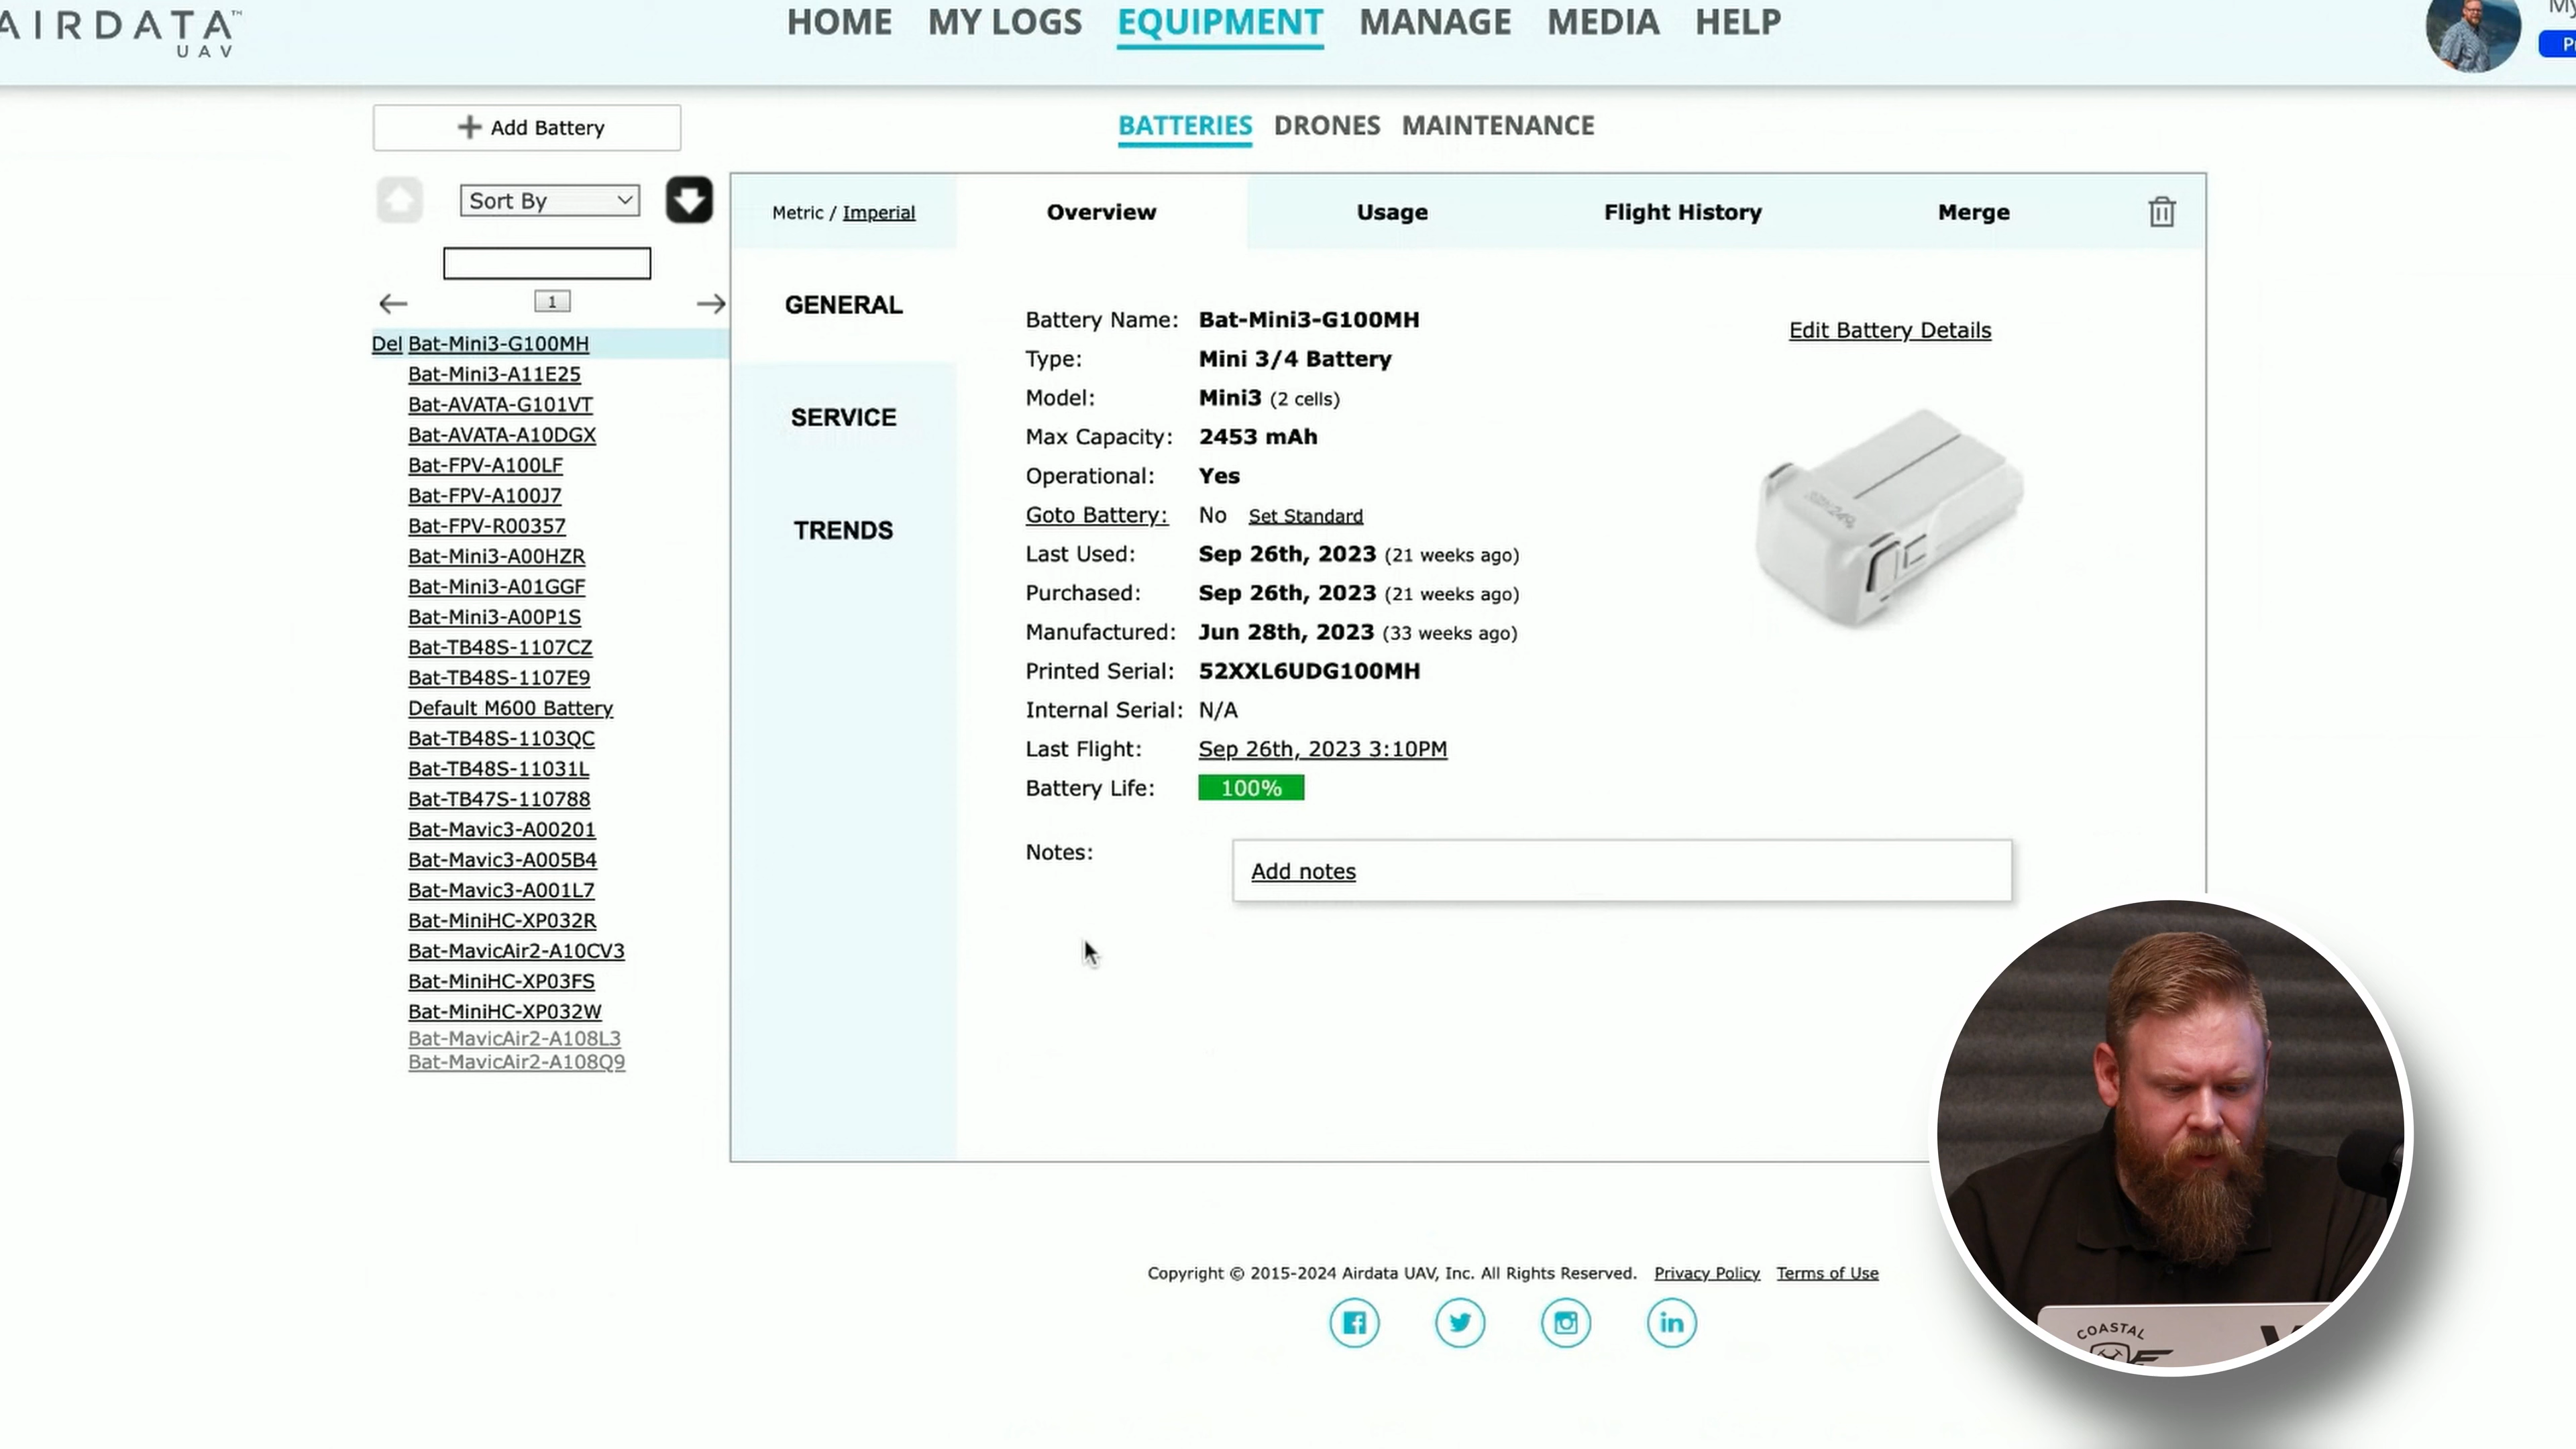 AIRDATA™
UAV
HOME MY LOGS EQUIPMENT MANAGE MEDIA HELP
Add Battery
BATTERIES DRONES MAINTENANCE
Sort By
Metric / Imperial
Overview
Usage
Flight History
Merge
1
Del Bat-Mini3-G100MH
Bat-Mini3-A11E25
Bat-AVATA-G101VT
Bat-AVATA-A10DGX
Bat-FPV-A100LF
Bat-FPV-A100J7
Bat-FPV-R00357
Bat-Mini3-A00HZR
Bat-Mini3-A01GGF
Bat-Mini3-A00P1S
Bat-TB48S-1107CZ
Bat-TB48S-1107E9
Default M600 Battery
Bat-TB48S-1103QC
Bat-TB48S-11031L
Bat-TB47S-110788
Bat-Mavic3-A00201
Bat-Mavic3-A005B4
Bat-Mavic3-A001L7
Bat-MiniHC-XP032R
Bat-MavicAir2-A10CV3
Bat-MiniHC-XP03FS
Bat-MiniHC-XP032W
Bat-MavicAir2-A108L3
Bat-MavicAir2-A108Q9
GENERAL
SERVICE
TRENDS
Battery Name: Bat-Mini3-G100MH
Type: Mini 3/4 Battery
Model: Mini3 (2 cells)
Max Capacity: 2453 mAh
Operational: Yes
Goto Battery: No Set Standard
Last Used: Sep 26th, 2023 (21 weeks ago)
Purchased: Sep 26th, 2023 (21 weeks ago)
Manufactured: Jun 28th, 2023 (33 weeks ago)
Printed Serial: 52XXL6UDG100MH
Internal Serial: N/A
Last Flight: Sep 26th, 2023 3:10PM
Battery Life: 100%
Notes: Add notes
Edit Battery Details
Copyright © 2015-2024 Airdata UAV, Inc. All Rights Reserved. Privacy Policy Terms of Use
COASTAL